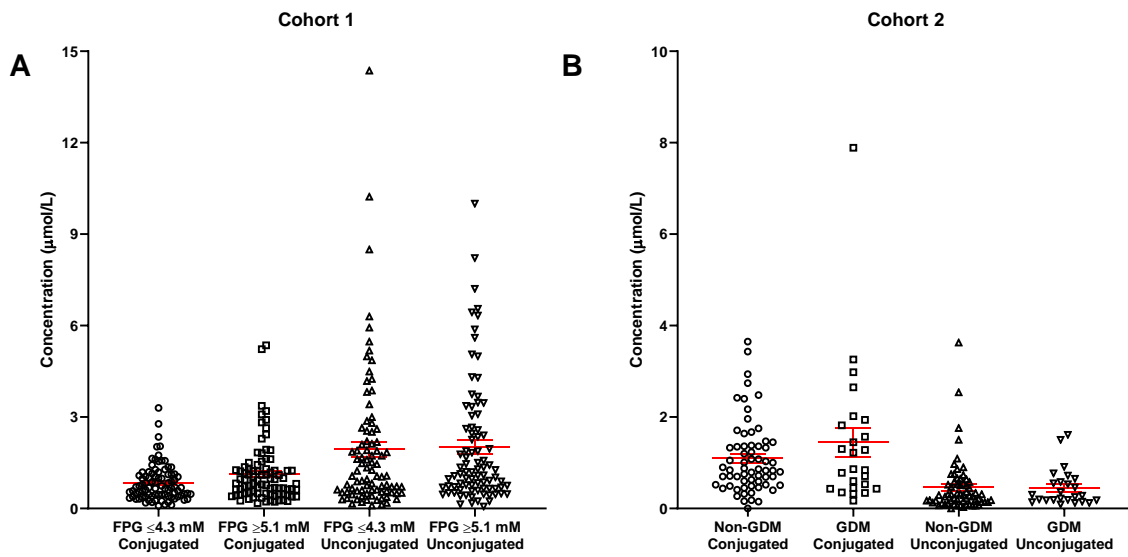 Cohort 1
A
Concentration (µmol/L)
15
12
9
6
3
0
FPG ≤4.3 mM
Conjugated
FPG ≥5.1 mM
Conjugated
FPG ≤4.3 mM
Unconjugated
FPG ≥5.1 mM
Unconjugated
Cohort 2
B
Concentration (µmol/L)
10
8
6
4
2
0
Non-GDM
Conjugated
GDM
Conjugated
Non-GDM
Unconjugated
GDM
Unconjugated